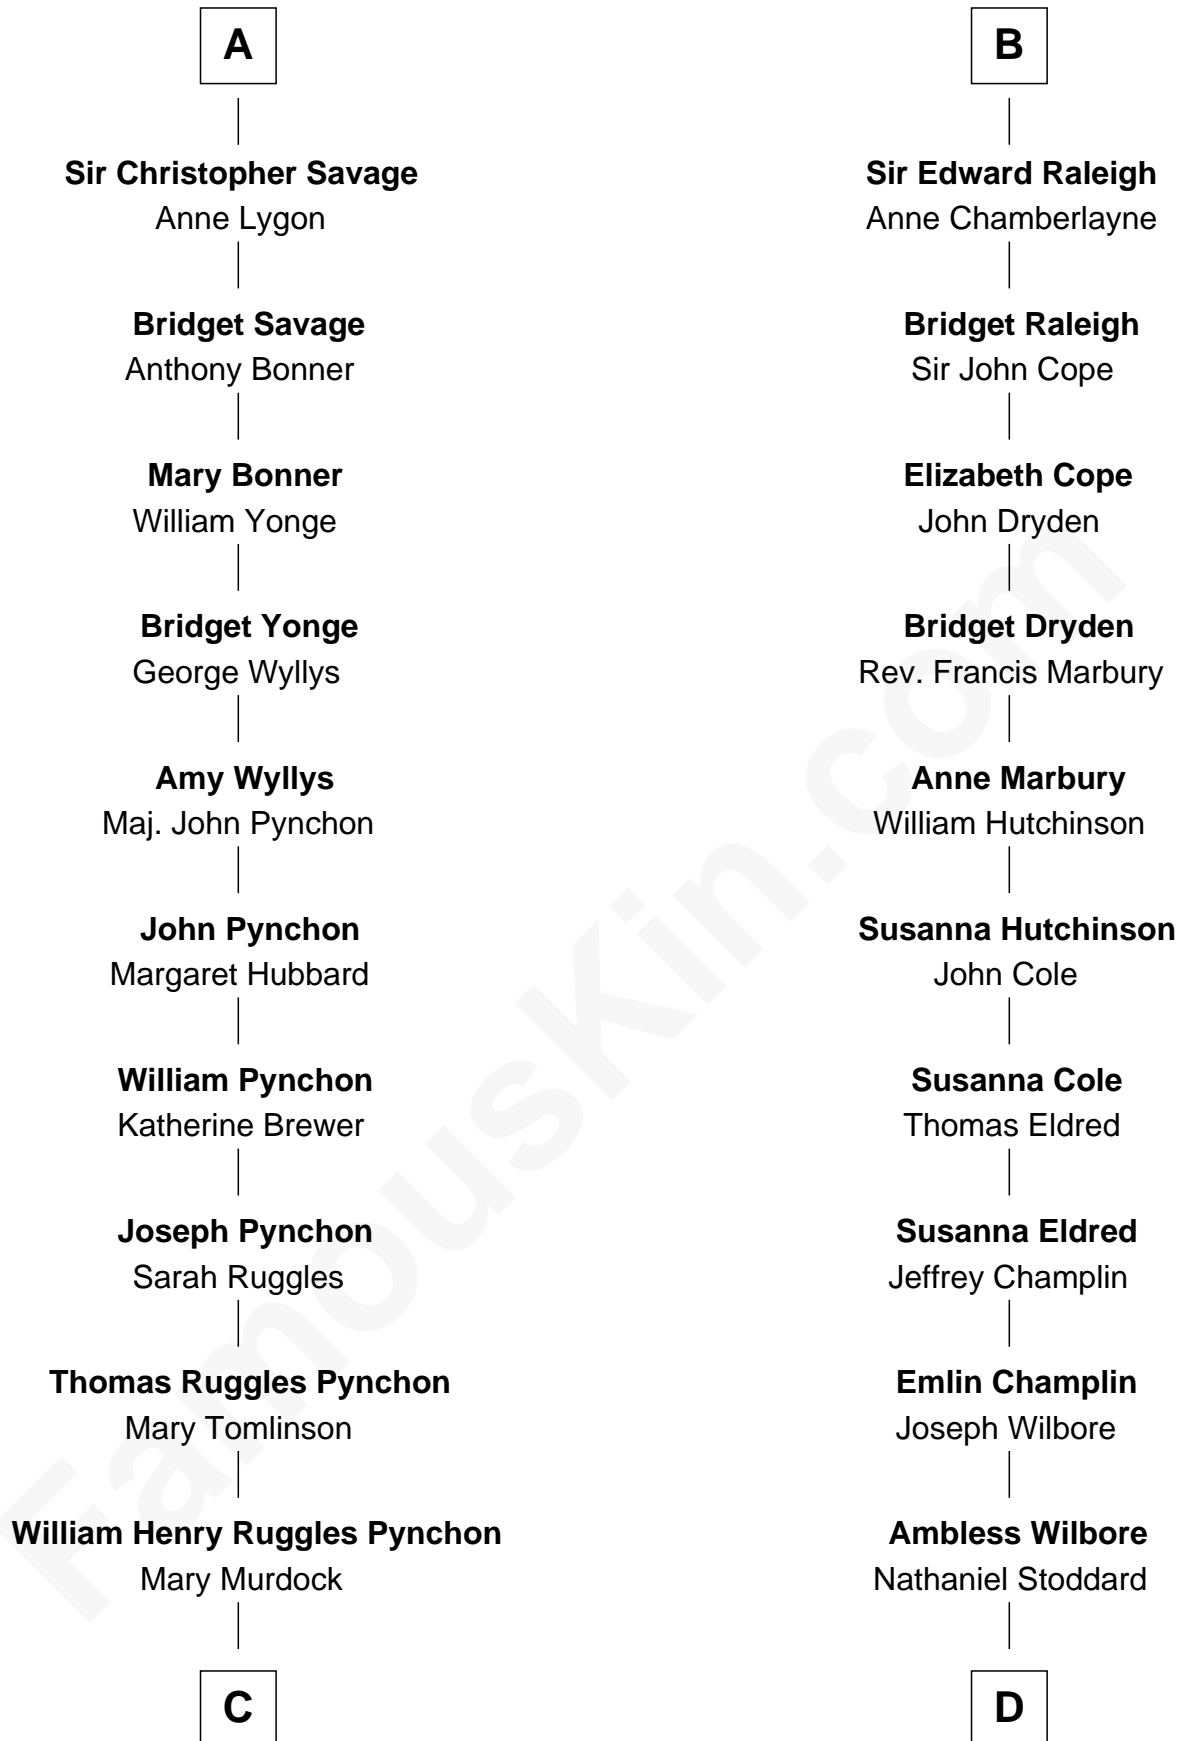 A
Sir Christopher Savage
Anne Lygon
Bridget Savage
Anthony Bonner
Mary Bonner
William Yonge
Bridget Yonge
George Wyllys
Amy Wyllys
Maj. John Pynchon
John Pynchon
Margaret Hubbard
William Pynchon
Katherine Brewer
Joseph Pynchon
Sarah Ruggles
Thomas Ruggles Pynchon
Mary Tomlinson
William Henry Ruggles Pynchon
Mary Murdock
C
B
Sir Edward Raleigh
Anne Chamberlayne
Bridget Raleigh
Sir John Cope
Elizabeth Cope
John Dryden
Bridget Dryden
Rev. Francis Marbury
Anne Marbury
William Hutchinson
Susanna Hutchinson
John Cole
Susanna Cole
Thomas Eldred
Susanna Eldred
Jeffrey Champlin
Emlin Champlin
Joseph Wilbore
Ambless Wilbore
Nathaniel Stoddard
D
FamousKin.com